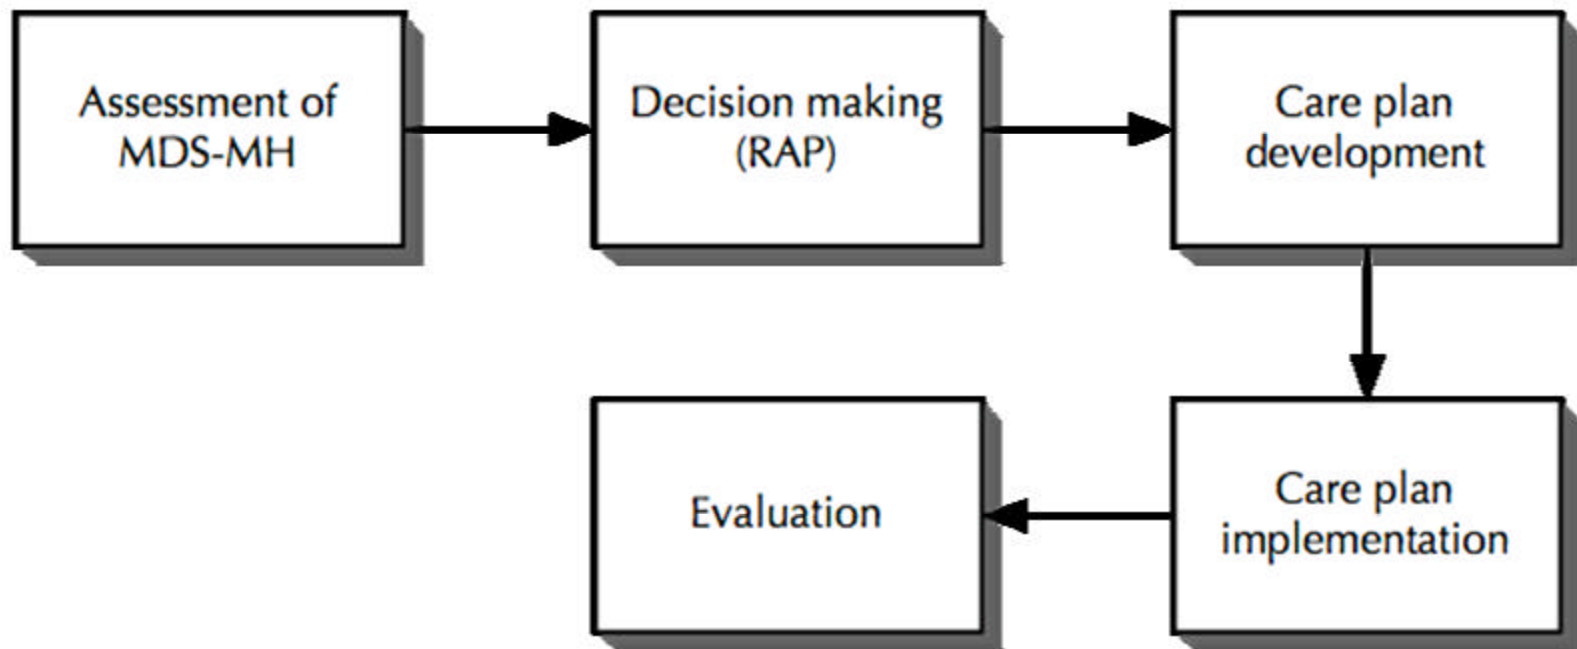 Assessment of
MDS-MH
Decision making
(RAP)
Care plan
development
Care plan
implementation
Evaluation